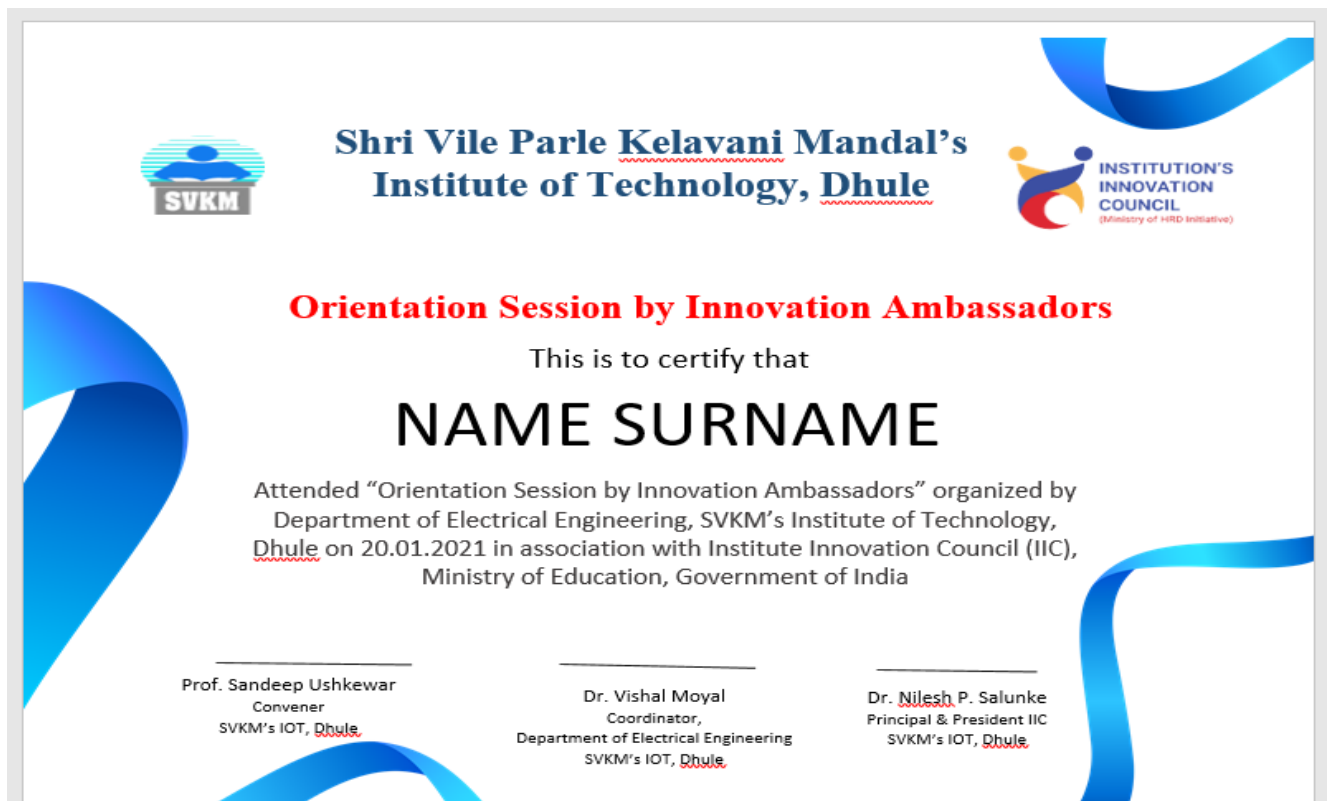 Shri Vile Parle Kelavani Mandal’s
Institute of Technology, Dhule
SVKM
INSTITUTION'S
INNOVATION
COUNCIL
(Ministry of HRD Initiative)
Orientation Session by Innovation Ambassadors
This is to certify that
NAME SURNAME
Attended “Orientation Session by Innovation Ambassadors” organized by
Department of Electrical Engineering, SVKM’s Institute of Technology,
Dhule on 20.01.2021 in association with Institute Innovation Council (IIC),
Ministry of Education, Government of India
Prof. Sandeep Ushkewar
Convener
SVKM’s IOT, Dhule
Dr. Vishal Moyal
Coordinator,
Department of Electrical Engineering
SVKM’s IOT, Dhule
Dr. Nilesh P. Salunke
Principal & President IIC
SVKM’s IOT, Dhule